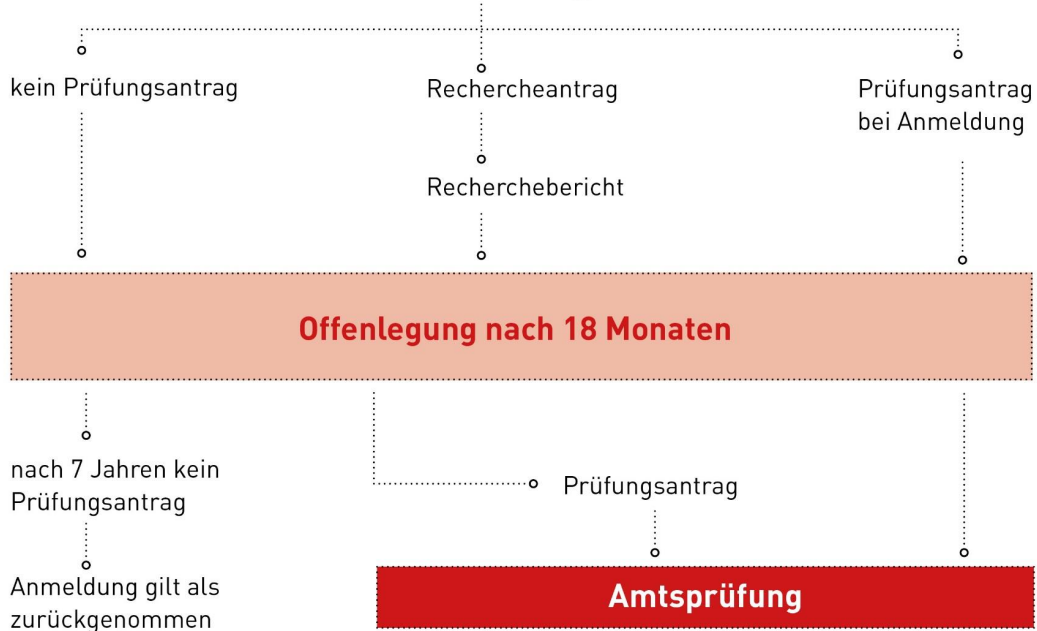 kein Prüfungsantrag
Rechercheantrag
Prüfungsantrag
bei Anmeldung
Recherchebericht
Offenlegung nach 18 Monaten
nach 7 Jahren kein
Prüfungsantrag
Prüfungsantrag
Anmeldung gilt als
zurückgenommen
Amtsprüfung